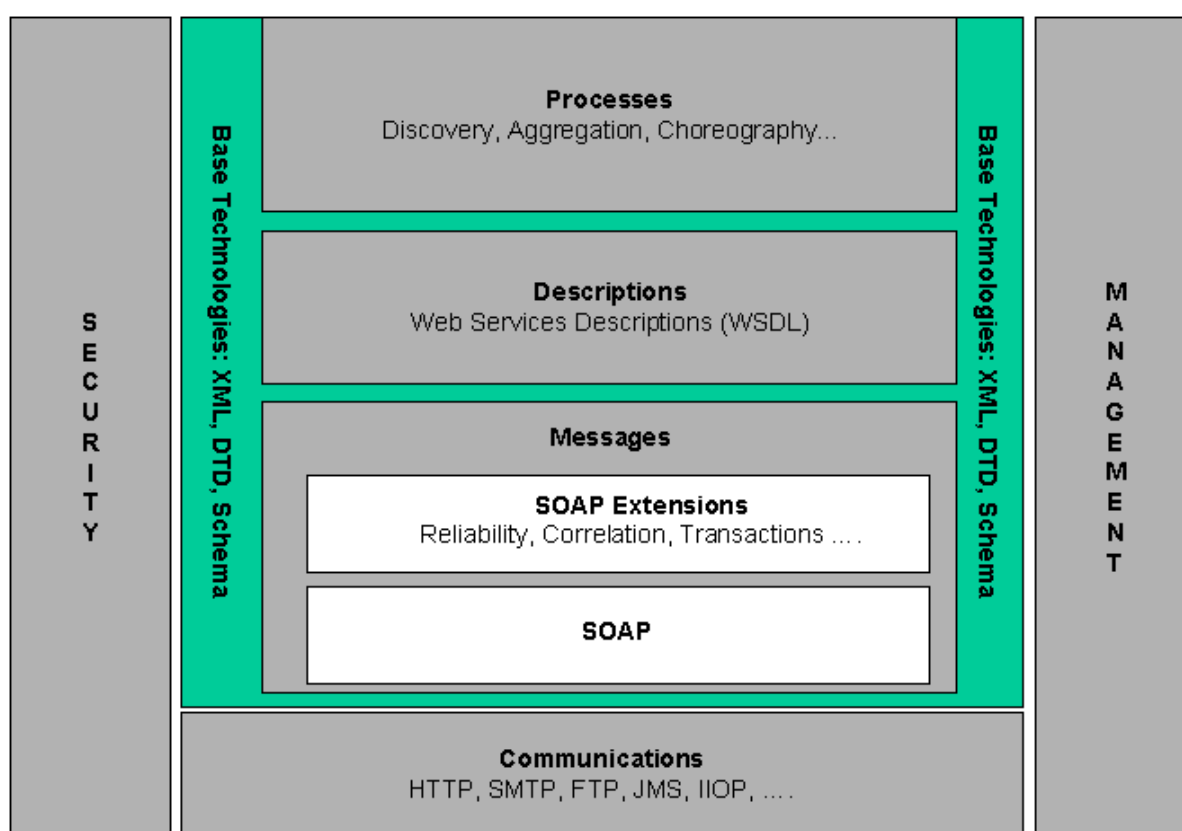 SECURITY
Base Technologies: XML, DTD, Schema
Processes
Discovery, Aggregation, Choreography...
Descriptions
Web Services Descriptions (WSDL)
Messages
SOAP Extensions
Reliability, Correlation, Transactions ....
SOAP
Base Technologies: XML, DTD, Schema
MANAGEMENT
Communications
HTTP, SMTP, FTP, JMS, IIOP, ....